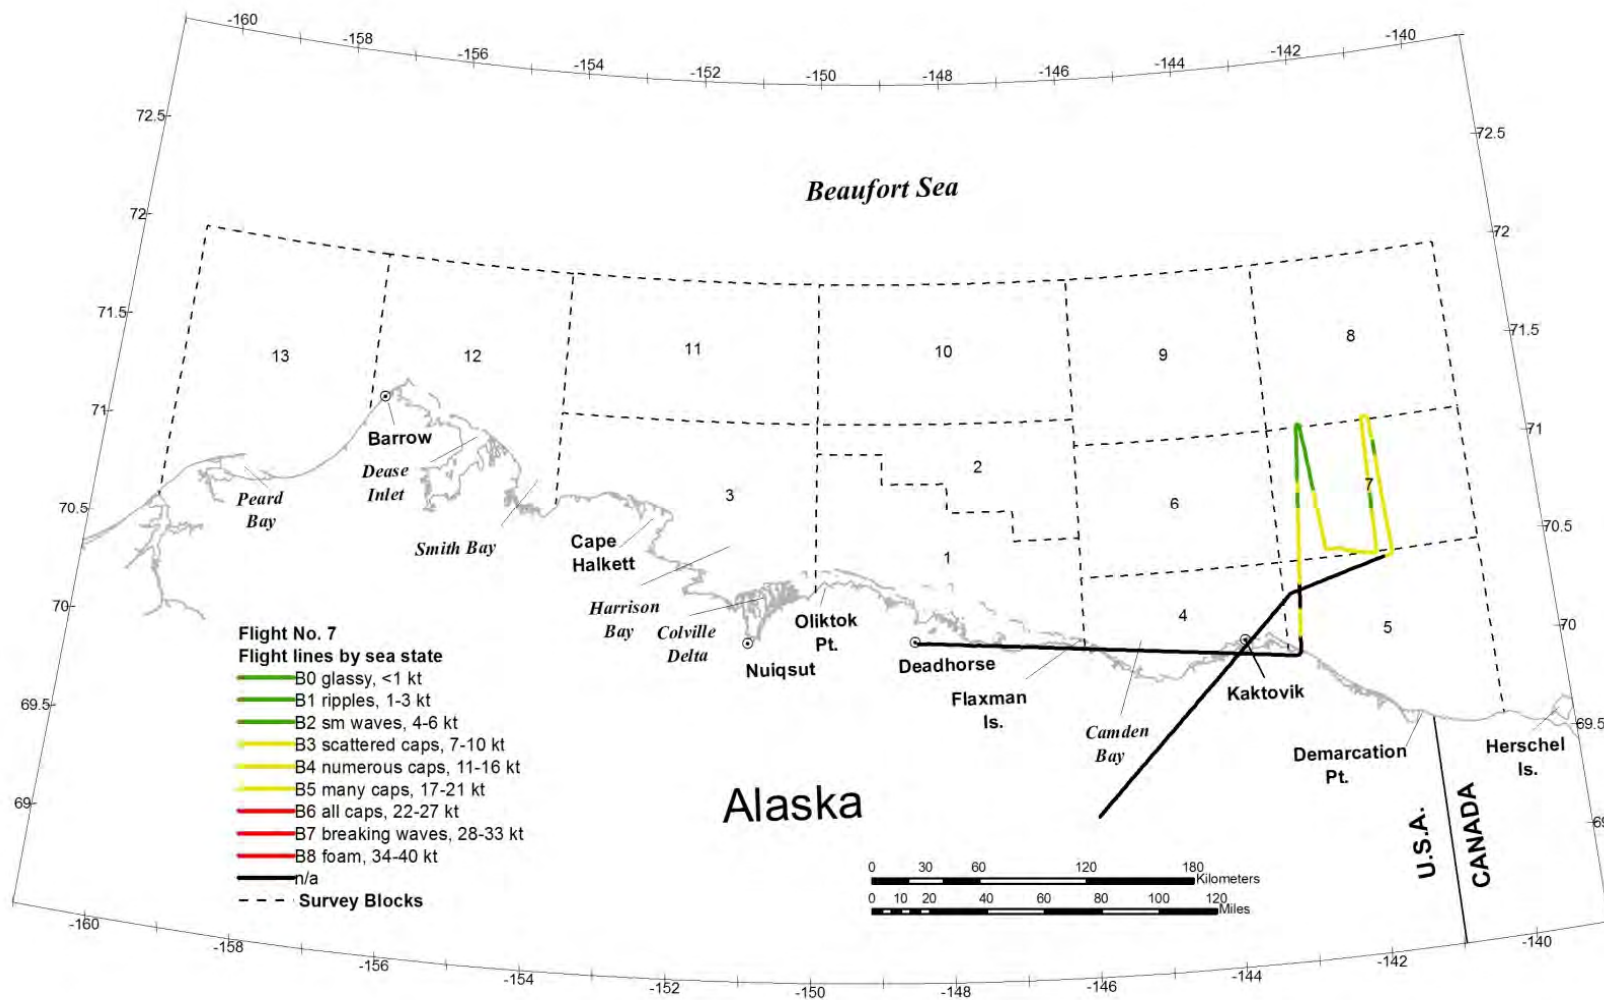 -160
-158
-156
-154
-152
-150
-148
-146
-144
-142
-140
72.5
72
71.5
71
70.5
70
69.5
69
72.5
72
71.5
71
70.5
70
69.5
69
Beaufort Sea
13
12
11
10
9
8
3
2
1
6
7
4
5
Barrow
Peard
Bay
Dease
Inlet
Smith Bay
Cape
Halkett
Harrison
Bay
Colville
Delta
Nuiqsut
Oliktok
Pt.
Deadhorse
Flaxman
Is.
Camden
Bay
Kaktovik
Demarcation
Pt.
Herschel
Is.
Alaska
U.S.A.
CANADA
Flight No. 7
Flight lines by sea state
B0 glassy, <1 kt
B1 ripples, 1-3 kt
B2 sm waves, 4-6 kt
B3 scattered caps, 7-10 kt
B4 numerous caps, 11-16 kt
B5 many caps, 17-21 kt
B6 all caps, 22-27 kt
B7 breaking waves, 28-33 kt
B8 foam, 34-40 kt
n/a
Survey Blocks
0 30 60 120 180
Kilometers
0 10 20 40 60 80 100 120
Miles
-160
-158
-156
-154
-152
-150
-148
-146
-144
-142
-140